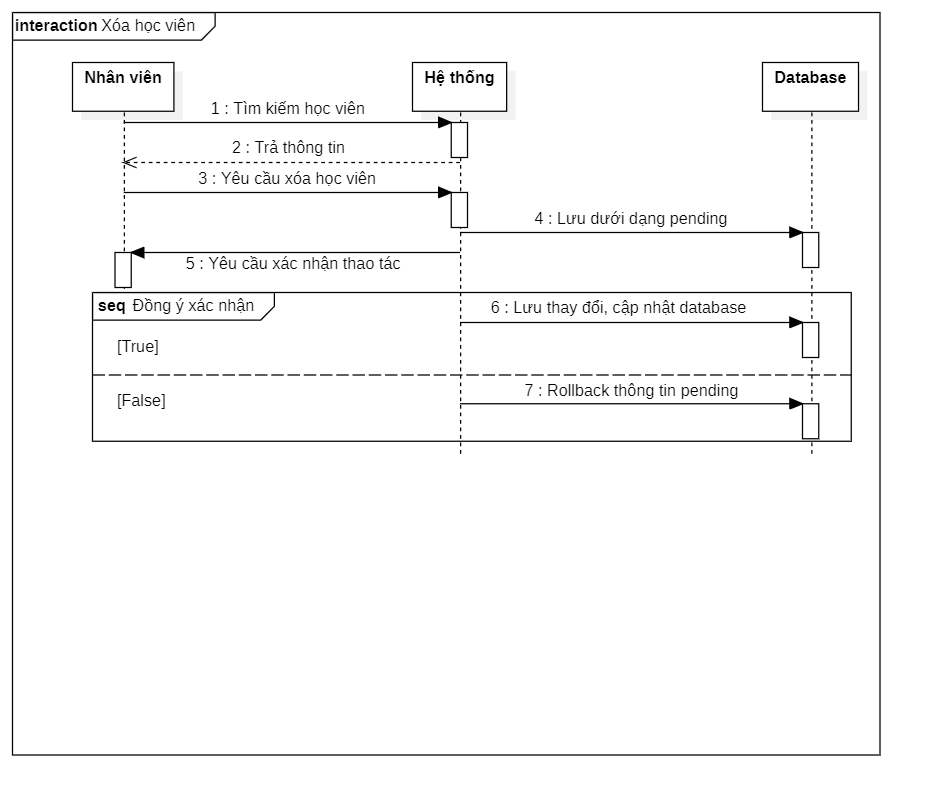 interaction Xóa học viên
Nhân viên
Hệ thống
Database
1 : Tìm kiếm học viên
2 : Trả thông tin
3 : Yêu cầu xóa học viên
4 : Lưu dưới dạng pending
5 : Yêu cầu xác nhận thao tác
seq Đồng ý xác nhận
6 : Lưu thay đổi, cập nhật database
[True]
7 : Rollback thông tin pending
[False]